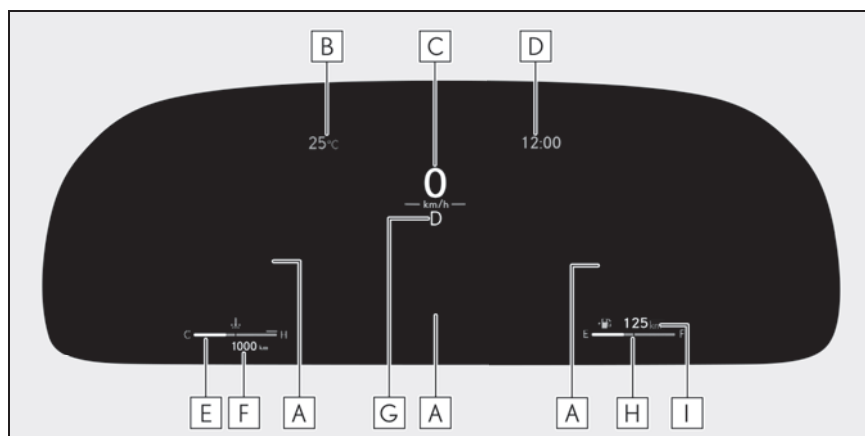 B C D
25°C 12:00
0
km/h
D
C H E 125 km F
1000 km
E F A G A A H I